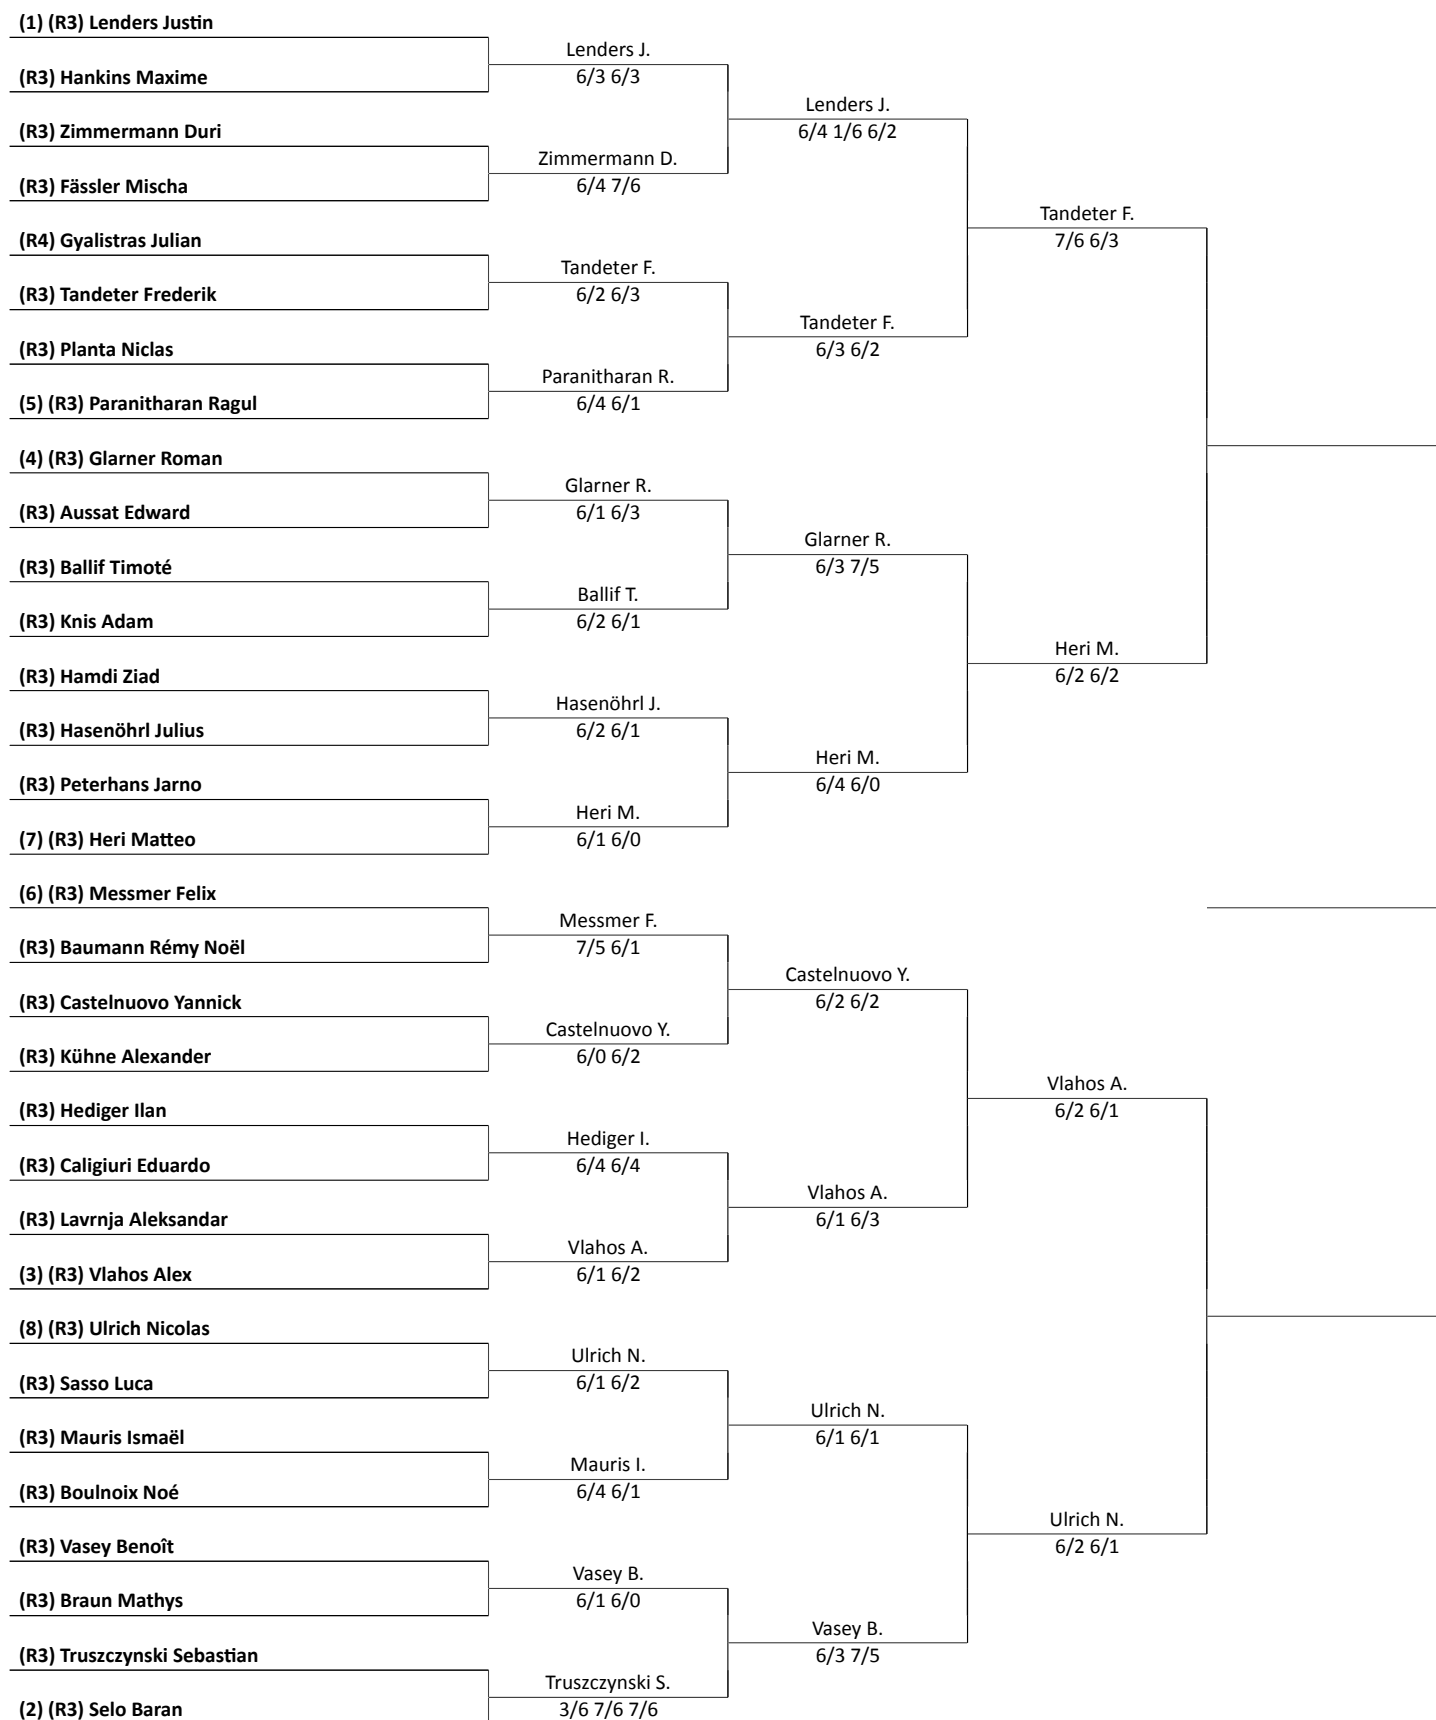 (1) (R3) Lenders Justin
(R3) Hankins Maxime
(R3) Zimmermann Duri
(R3) Fässler Mischa
(R4) Gyalistras Julian
(R3) Tandeter Frederik
(R3) Planta Niclas
(5) (R3) Paranitharan Ragul
(4) (R3) Glarner Roman
(R3) Aussat Edward
(R3) Ballif Timoté
(R3) Knis Adam
(R3) Hamdi Ziad
(R3) Hasenöhrl Julius
(R3) Peterhans Jarno
(7) (R3) Heri Matteo
(6) (R3) Messmer Felix
(R3) Baumann Rémy Noël
(R3) Castelnuovo Yannick
(R3) Kühne Alexander
(R3) Hediger Ilan
(R3) Caligiuri Eduardo
(R3) Lavrnja Aleksandar
(3) (R3) Vlahos Alex
(8) (R3) Ulrich Nicolas
(R3) Sasso Luca
(R3) Mauris Ismaël
(R3) Boulnoix Noé
(R3) Vasey Benoît
(R3) Braun Mathys
(R3) Truszczynski Sebastian
(2) (R3) Selo Baran
Lenders J.
6/3 6/3
Zimmermann D.
6/4 7/6
Tandeter F.
6/2 6/3
Paranitharan R.
6/4 6/1
Glarner R.
6/1 6/3
Ballif T.
6/2 6/1
Hasenöhrl J.
6/2 6/1
Heri M.
6/1 6/0
Messmer F.
7/5 6/1
Castelnuovo Y.
6/0 6/2
Hediger I.
6/4 6/4
Vlahos A.
6/1 6/2
Ulrich N.
6/1 6/2
Mauris I.
6/4 6/1
Vasey B.
6/1 6/0
Truszczynski S.
3/6 7/6 7/6
Lenders J.
6/4 1/6 6/2
Tandeter F.
6/3 6/2
Glarner R.
6/3 7/5
Heri M.
6/4 6/0
Castelnuovo Y.
6/2 6/2
Vlahos A.
6/1 6/3
Ulrich N.
6/1 6/1
Vasey B.
6/3 7/5
Tandeter F.
7/6 6/3
Heri M.
6/2 6/2
Vlahos A.
6/2 6/1
Ulrich N.
6/2 6/1